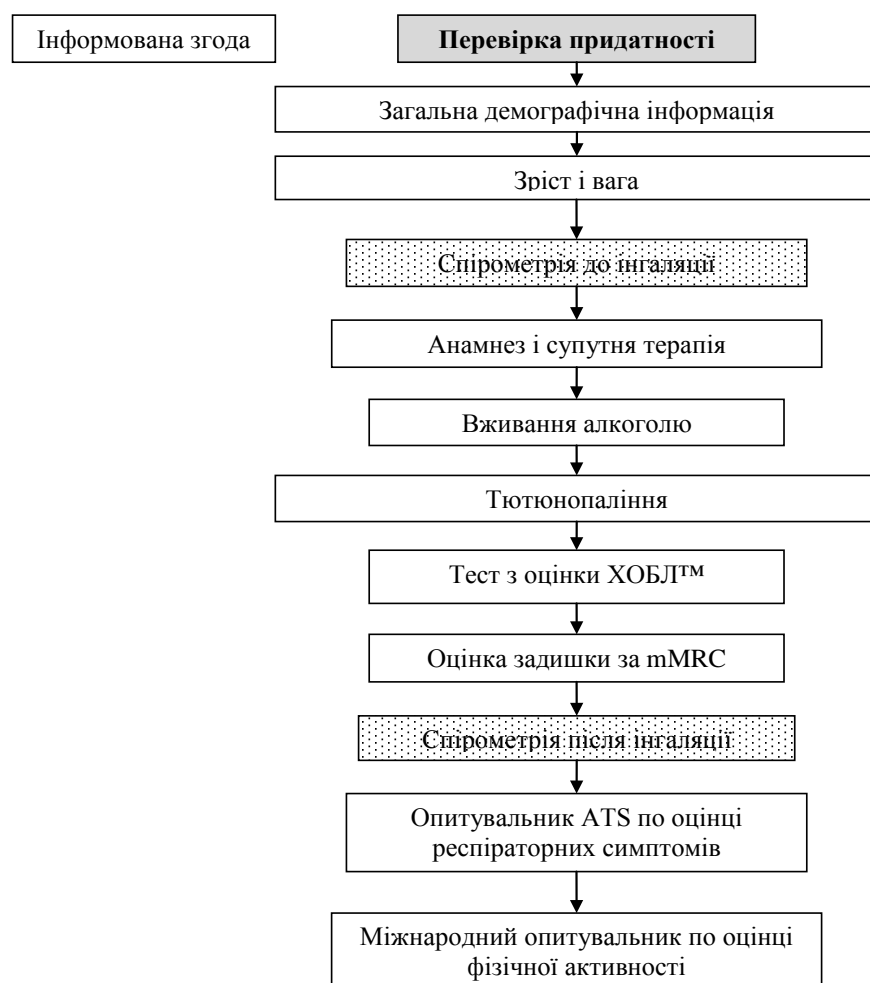 Інформована згода
Перевірка придатності
Загальна демографічна інформація
Зріст і вага
Спірометрія до інгаляції
Анамнез і супутня терапія
Вживання алкоголю
Тютюнопаління
Тест з оцінки ХОБЛ™
Оцінка задишки за mMRC
Спірометрія після інгаляції
Опитувальник ATS по оцінці
респіраторних симптомів
Міжнародний опитувальник по оцінці
фізичної активності